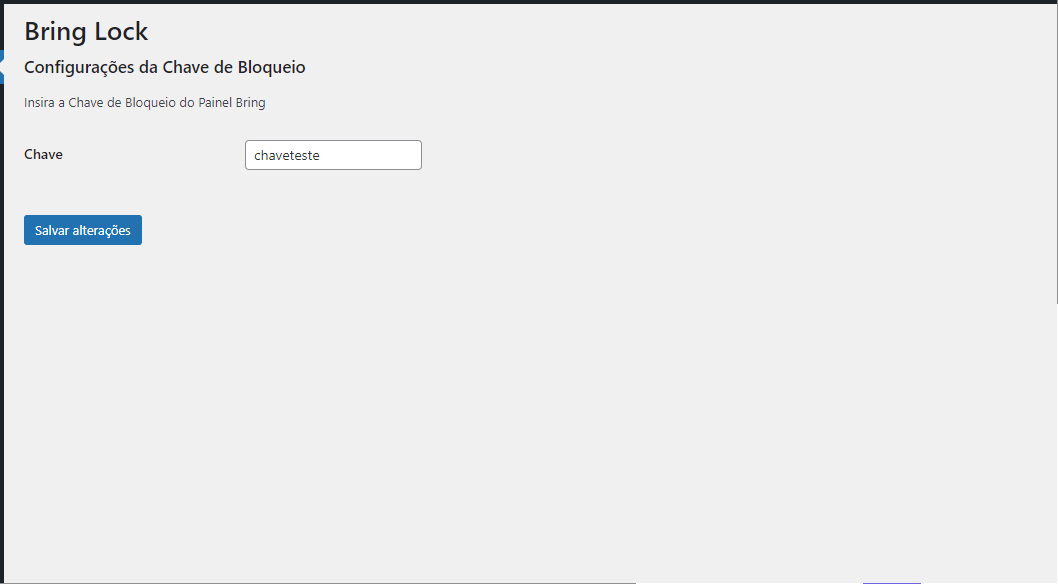 Bring Lock
Configurações da Chave de Bloqueio
Insira a Chave de Bloqueio do Painel Bring
Chave
chaveteste
Salvar alterações